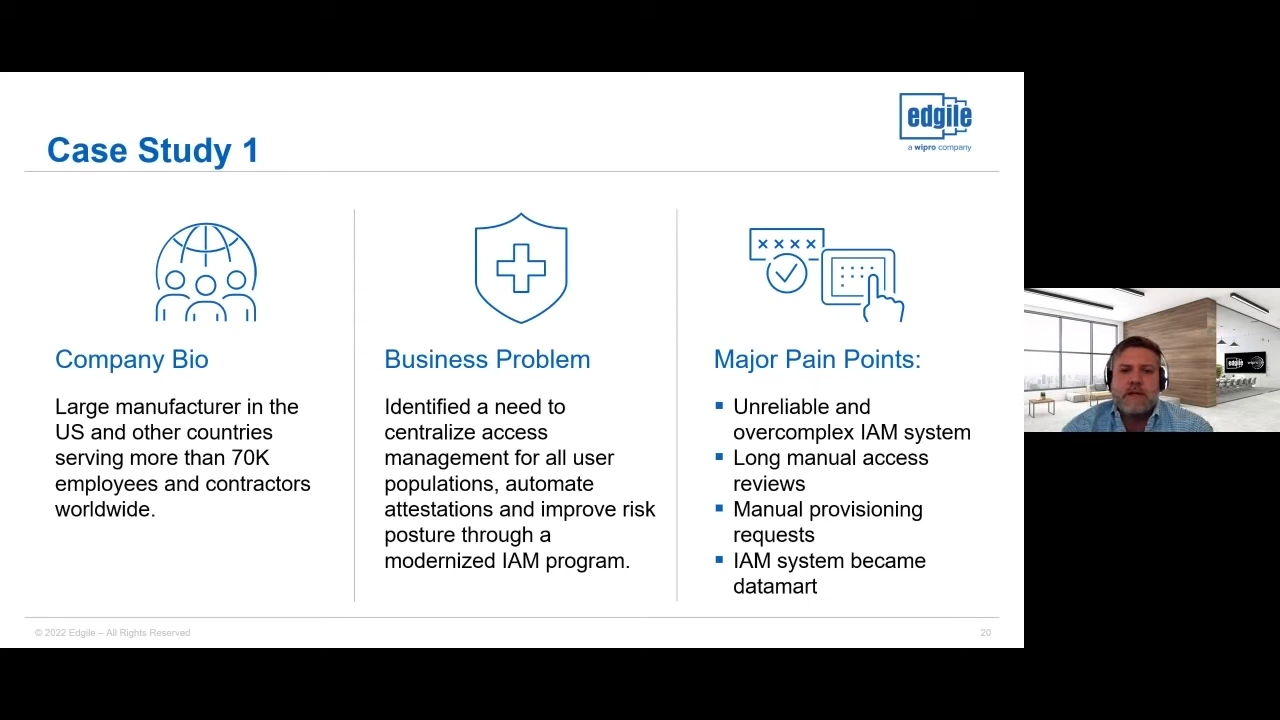 edgile
a wipro company
Case Study 1
Company Bio
Large manufacturer in the
US and other countries
serving more than 70K
employees and contractors
worldwide.
Business Problem
Identified a need to
centralize access
management for all user
populations, automate
attestations and improve risk
posture through a
modernized IAM program.
Major Pain Points:
▪ Unreliable and
overcomplex IAM system
▪ Long manual access
reviews
▪ Manual provisioning
requests
▪ IAM system became
datamart
© 2022 Edgile – All Rights Reserved
20
edgile